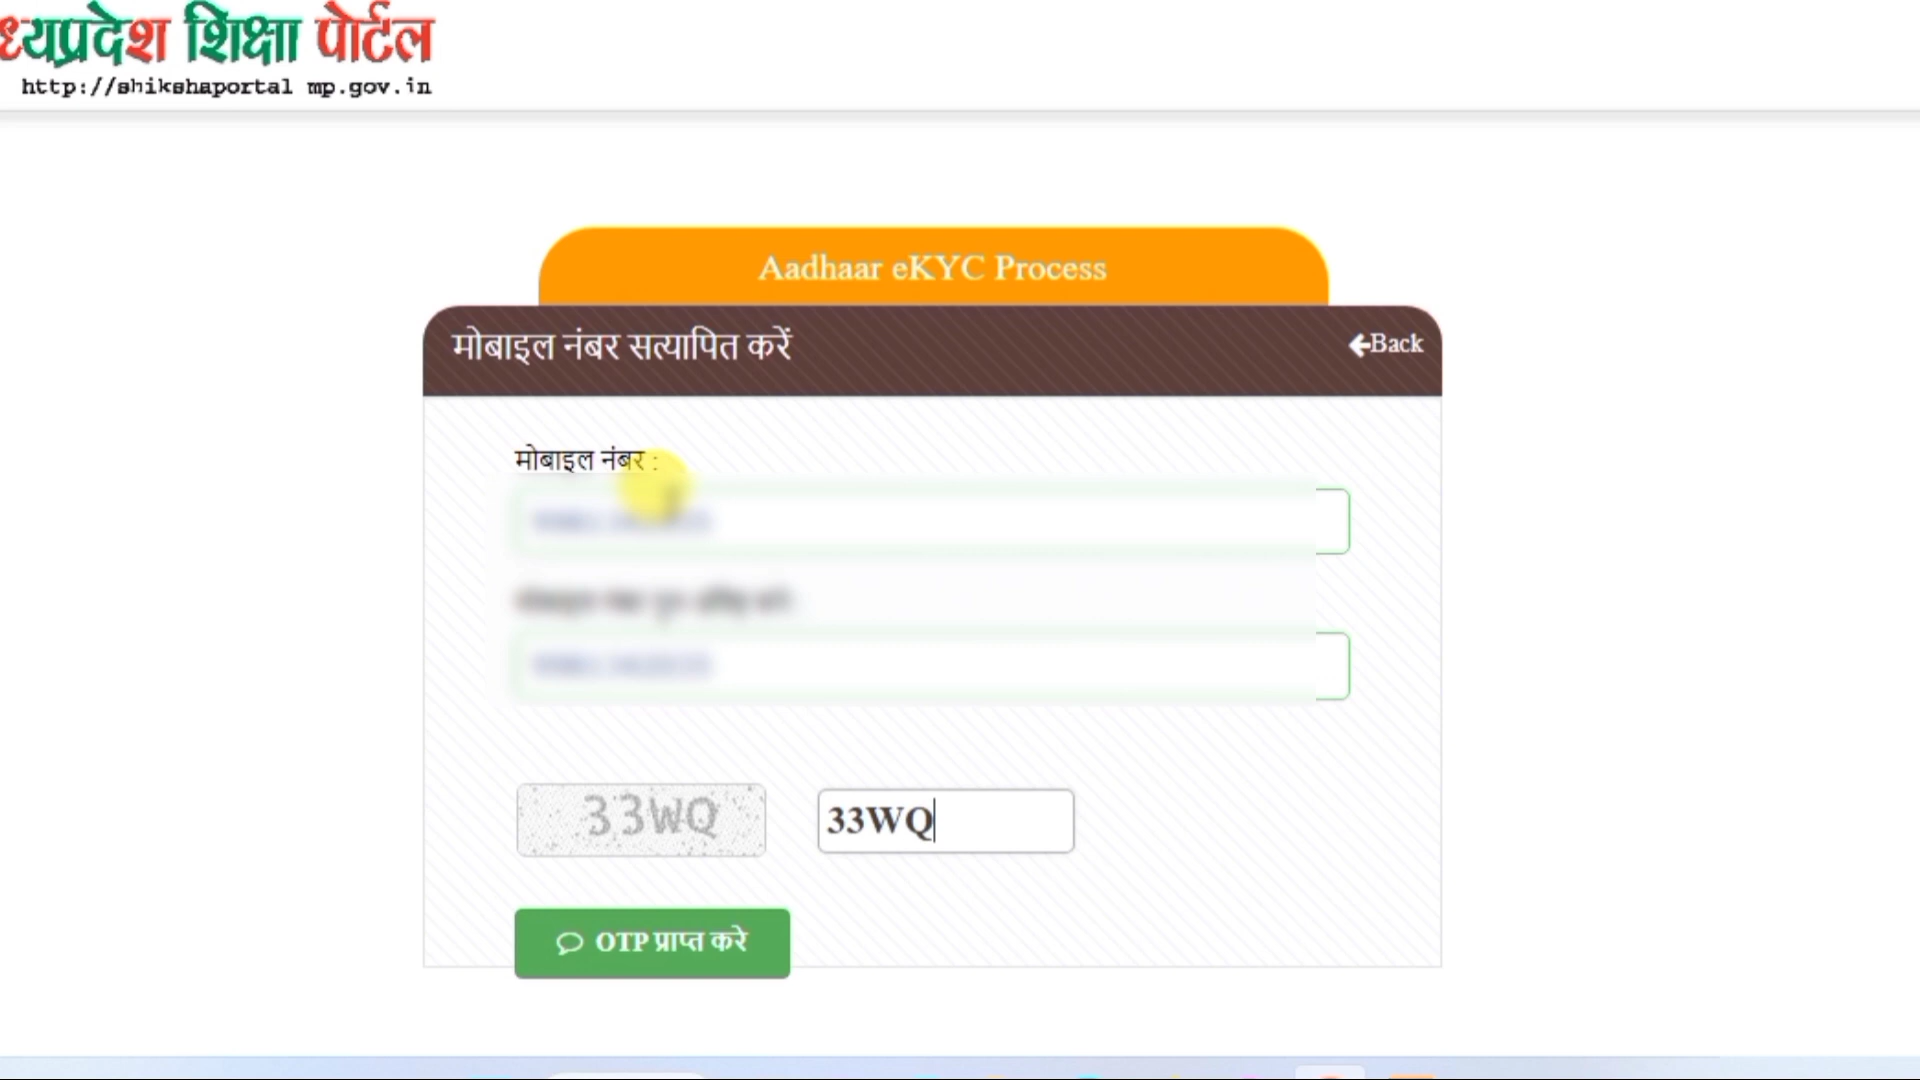 ध्यप्रदेश शिक्षा पोर्टल
http://shikshaportal mp.gov.in
Aadhaar eKYC Process
मोबाइल नंबर सत्यापित करें
Back
मोबाइल नंबर :
33WQ
33WQ
OTP प्राप्त करे